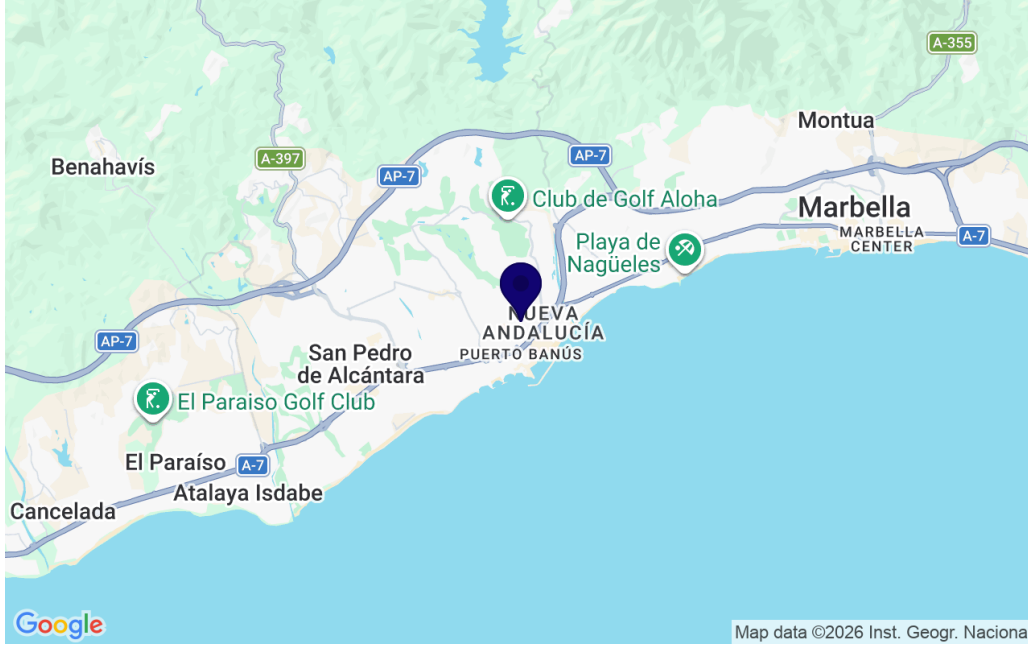 A-355
Montua
Benahavís
A-397
AP-7
AP-7
Club de Golf Aloha
Marbella
MARBELLA
CENTER
A-7
Playa de
Nagüeles
NUEVA
ANDALUCÍA
PUERTO BANÚS
AP-7
San Pedro
de Alcántara
El Paraiso Golf Club
El Paraíso
A-7
Atalaya Isdabe
Cancelada
Google
Map data ©2026 Inst. Geogr. Naciona